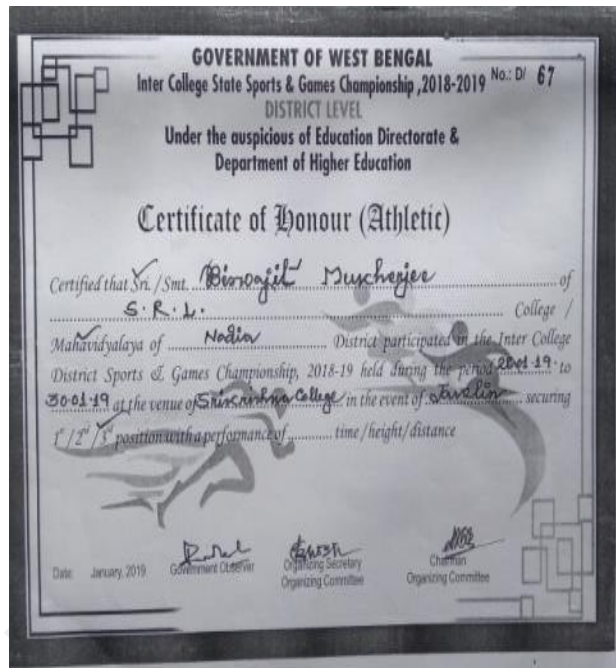 GOVERNMENT OF WEST BENGAL
Inter College State Sports & Games Championship ,2018-2019 No.: D/ 67
DISTRICT LEVEL
Under the auspicious of Education Directorate &
Department of Higher Education
Certificate of Honour (Athletic)
Certified that Sri./Smt. Biswajit Mukherjee of
S.R.L. College /
Mahavidyalaya of Nadia District participated in the Inter College
District Sports & Games Championship, 2018-19 held during the period to
30-01-19 at the venue of Sriskrishna College in the event of Javelin securing
1st/2nd/3rd position with a performance of time/height/distance
Date: January, 2019 Government Observer Organizing Secretary Chairman
Organizing Committee Organizing Committee